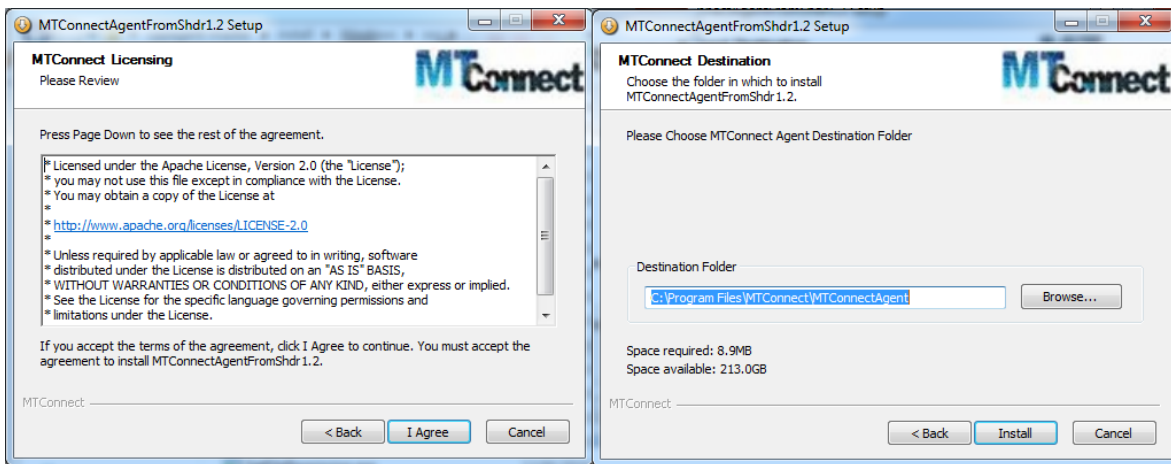 MTConnectAgentFromShdr1.2 Setup
MTConnect Licensing
Please Review
MTConnect
Press Page Down to see the rest of the agreement.
* Licensed under the Apache License, Version 2.0 (the "License");
* you may not use this file except in compliance with the License.
* You may obtain a copy of the License at
*
* http://www.apache.org/licenses/LICENSE-2.0
*
* Unless required by applicable law or agreed to in writing, software
* distributed under the License is distributed on an "AS IS" BASIS,
* WITHOUT WARRANTIES OR CONDITIONS OF ANY KIND, either express or implied.
* See the License for the specific language governing permissions and
* limitations under the License.
If you accept the terms of the agreement, click I Agree to continue. You must accept the
agreement to install MTConnectAgentFromShdr1.2.
MTConnect
< Back
I Agree
Cancel
MTConnectAgentFromShdr1.2 Setup
MTConnect Destination
Choose the folder in which to install
MTConnectAgentFromShdr1.2.
MTConnect
Please Choose MTConnect Agent Destination Folder
Destination Folder
C:\Program Files\MTConnect\MTConnectAgent
Browse...
Space required: 8.9MB
Space available: 213.0GB
MTConnect
< Back
Install
Cancel